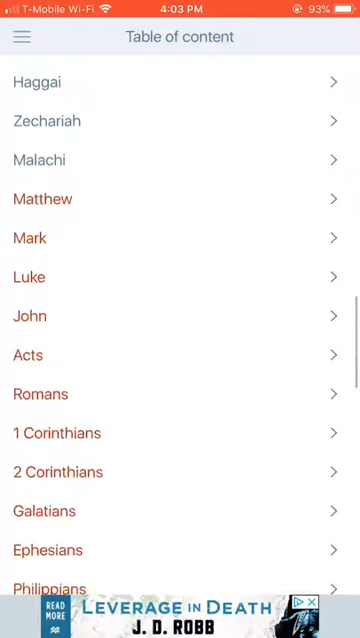 T-Mobile Wi-Fi 4:03 PM 93%
Table of content
Haggai
Zechariah
Malachi
Matthew
Mark
Luke
John
Acts
Romans
1 Corinthians
2 Corinthians
Galatians
Ephesians
Philippians
READ MORE
LEVERAGE IN DEATH
J. D. ROBB